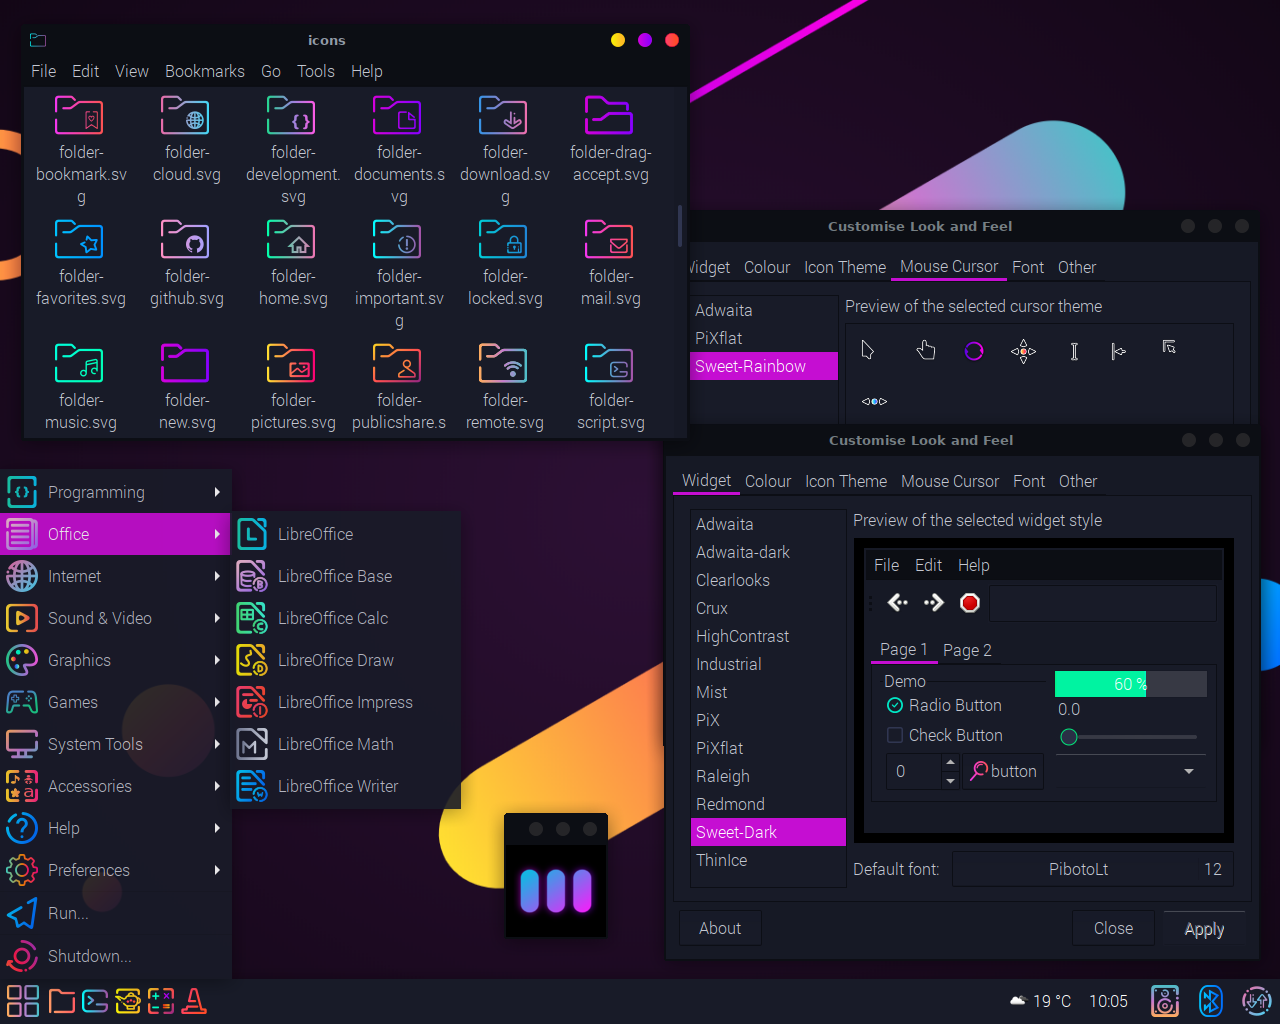 icons
File Edit View Bookmarks Go Tools Help
folder- folder- folder- folder- folder- folder-drag-
bookmark.sv cloud.svg development. documents.s download.sv accept.svg
g svg vg g
folder- folder- folder- folder- folder- folder-
favorites.svg github.svg home.svg important.sv locked.svg mail.svg
g
folder- folder- folder- folder- folder- folder-
music.svg new.svg pictures.svg publicshare.s remote.svg script.svg
Customise Look and Feel
Widget Colour Icon Theme Mouse Cursor Font Other
Adwaita
PiXflat
Sweet-Rainbow
Preview of the selected cursor theme
Customise Look and Feel
Widget Colour Icon Theme Mouse Cursor Font Other
Adwaita
Adwaita-dark
Clearlooks
Crux
HighContrast
Industrial
Mist
PiX
PiXflat
Raleigh
Redmond
Sweet-Dark
ThinIce
Preview of the selected widget style
File Edit Help
Page 1 Page 2
Demo
Radio Button
Check Button
0
button
60 %
0.0
Default font: PibotoLt 12
About Close Apply
Programming
Office
Internet
Sound & Video
Graphics
Games
System Tools
Accessories
Help
Preferences
Run...
Shutdown...
LibreOffice
LibreOffice Base
LibreOffice Calc
LibreOffice Draw
LibreOffice Impress
LibreOffice Math
LibreOffice Writer
19 °C 10:05